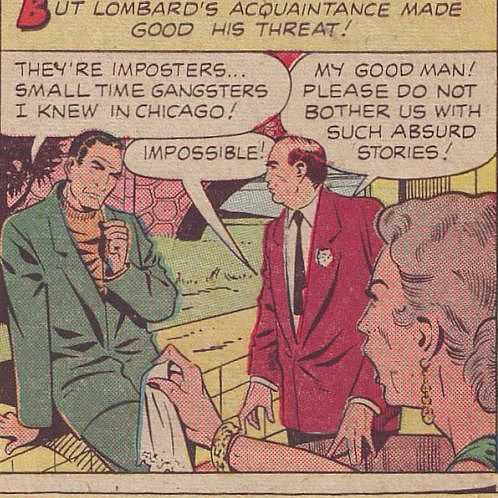 BUT LOMBARD'S ACQUAINTANCE MADE
GOOD HIS THREAT!
THEY'RE IMPOSTERS...
SMALL TIME GANGSTERS
I KNEW IN CHICAGO!
IMPOSSIBLE!
MY GOOD MAN!
PLEASE DO NOT
BOTHER US WITH
SUCH ABSURD
STORIES!